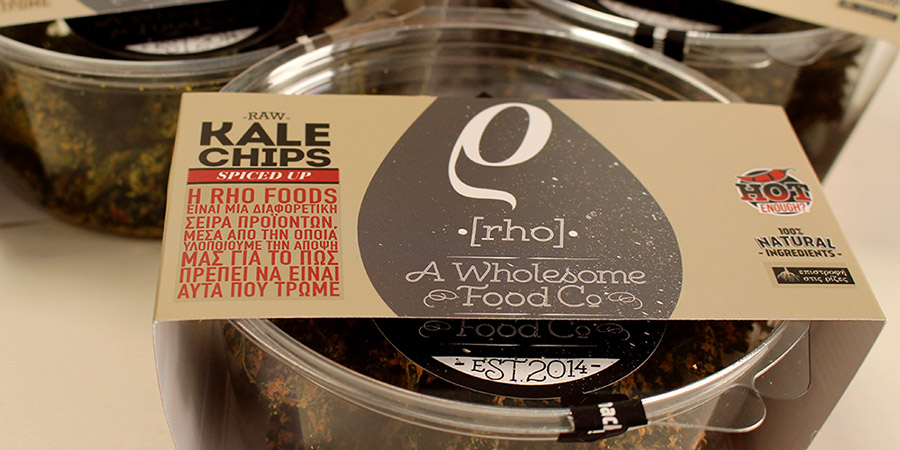 -RAW-
KALE
CHIPS
SPICED UP
Η RHO FOODS
ΕΙΝΑΙ ΜΙΑ ΔΙΑΦΟΡΕΤΙΚΗ
ΣΕΙΡΑ ΠΡΟΪΟΝΤΩΝ,
ΜΕΣΑ ΑΠΟ ΤΗΝ ΟΠΟΙΑ
ΥΛΟΠΟΙΟΥΜΕ ΤΗΝ ΑΠΟΨΗ
ΜΑΣ ΓΙΑ ΤΟ ΠΩΣ
ΠΡΕΠΕΙ ΝΑ ΕΙΝΑΙ
ΑΥΤΑ ΠΟΥ ΤΡΩΜΕ
ϱ
•[rho]•
A Wholesome
Food Co
Food Co
-EST. 2014-
HOT
ENOUGH?
100%
NATURAL
- INGREDIENTS -
επιστροφή
στις ρίζες
ΤΡΩΜΕ